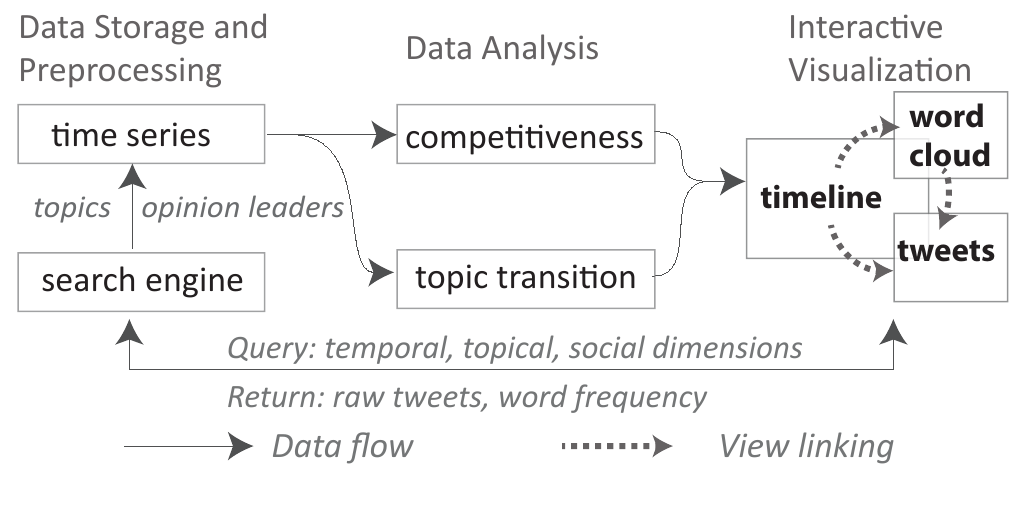 Data Storage and
Preprocessing
Data Analysis
Interactive
Visualization
time series
competitiveness
word
cloud
timeline
topics
opinion leaders
tweets
search engine
topic transition
Query: temporal, topical, social dimensions
Return: raw tweets, word frequency
Data flow
View linking